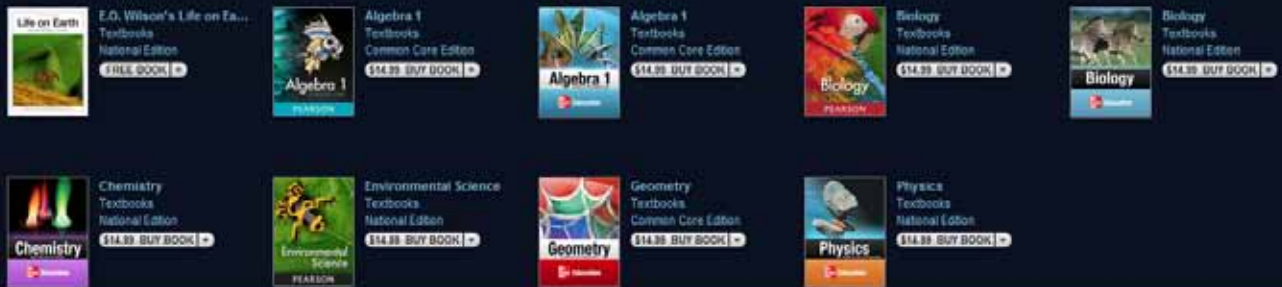 Life on Earth
E.O. Wilson's Life on Ea...
Textbooks
National Edition
FREE BOOK
Algebra 1
PEARSON
Algebra 1
Textbooks
Common Core Edition
$14.99 BUY BOOK
Algebra 1
Education
Algebra 1
Textbooks
Common Core Edition
$14.99 BUY BOOK
Biology
PEARSON
Biology
Textbooks
National Edition
$14.99 BUY BOOK
Biology
Education
Biology
Textbooks
National Edition
$14.99 BUY BOOK
Chemistry
Education
Chemistry
Textbooks
National Edition
$14.99 BUY BOOK
Environmental
Science
PEARSON
Environmental Science
Textbooks
National Edition
$14.99 BUY BOOK
Geometry
Education
Geometry
Textbooks
Common Core Edition
$14.99 BUY BOOK
Physics
Education
Physics
Textbooks
National Edition
$14.99 BUY BOOK